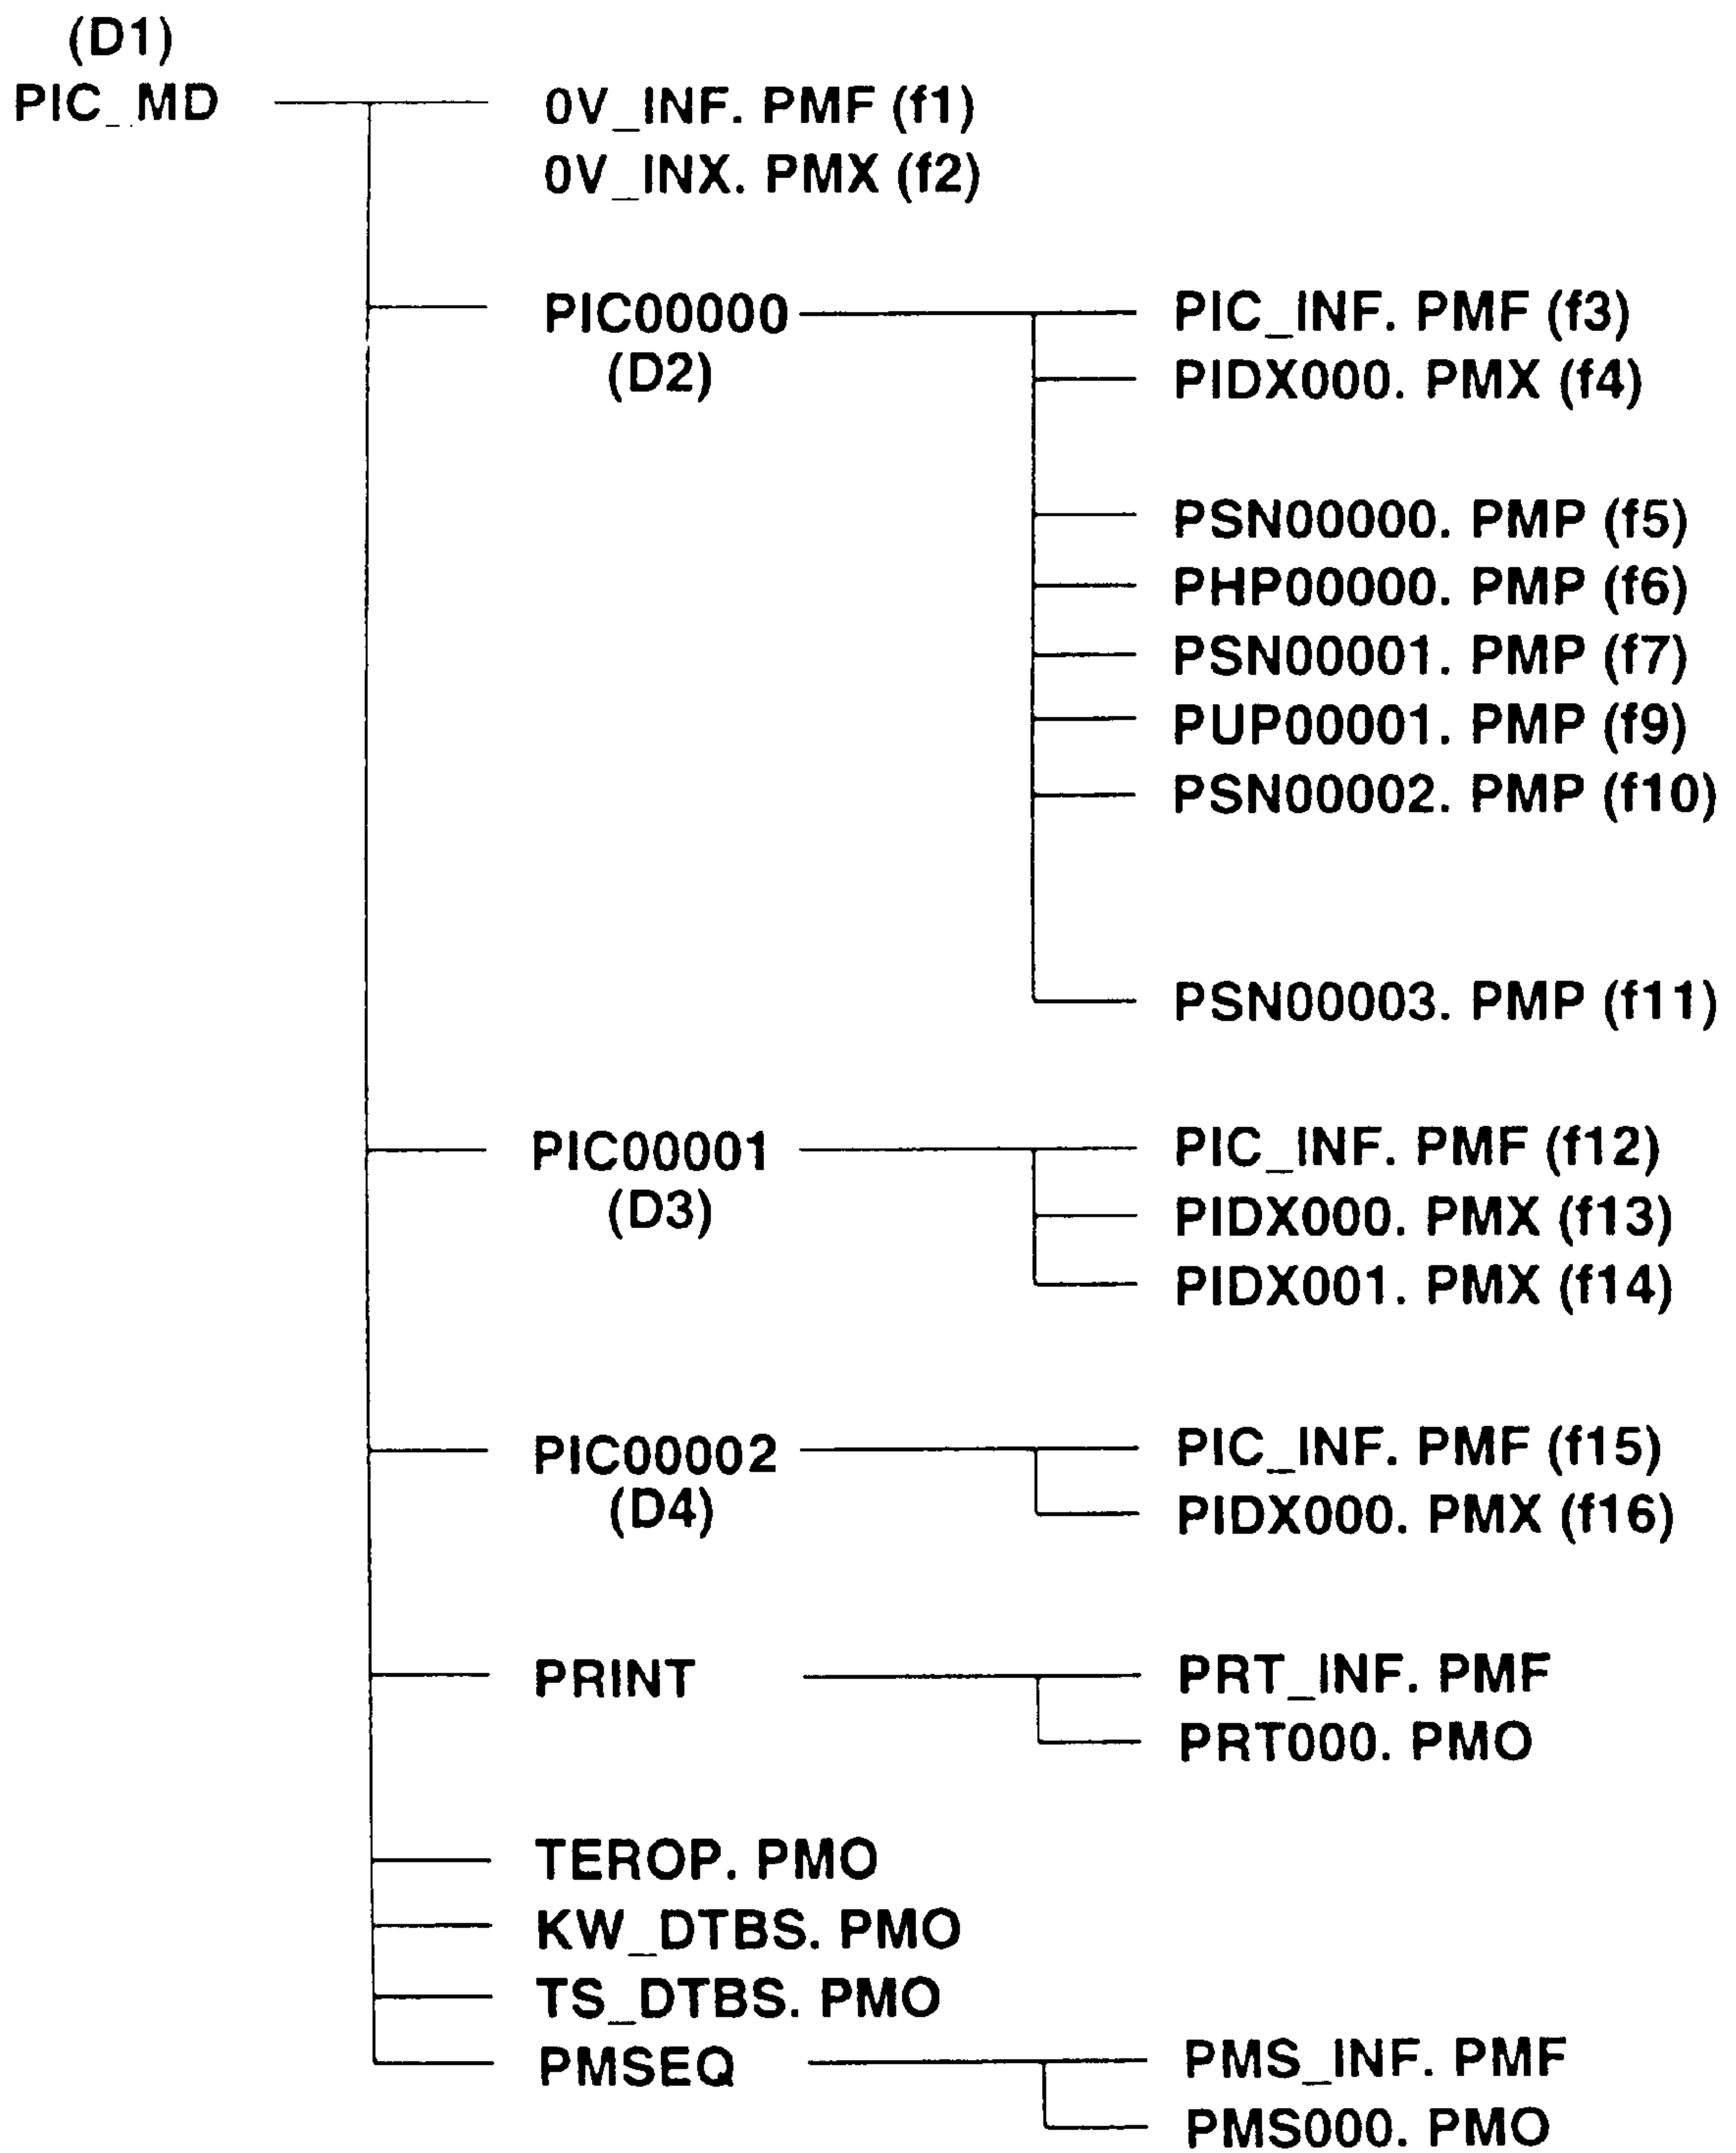 (D1)
PIC_MD
0V_INF. PMF (f1)
0V_INX. PMX (f2)
PIC00000
(D2)
PIC_INF. PMF (f3)
PIDX000. PMX (f4)
PSN00000. PMP (f5)
PHP00000. PMP (f6)
PSN00001. PMP (f7)
PUP00001. PMP (f9)
PSN00002. PMP (f10)
PSN00003. PMP (f11)
PIC00001
(D3)
PIC_INF. PMF (f12)
PIDX000. PMX (f13)
PIDX001. PMX (f14)
PIC00002
(D4)
PIC_INF. PMF (f15)
PIDX000. PMX (f16)
PRINT
PRT_INF. PMF
PRT000. PMO
TEROP. PMO
KW_DTBS. PMO
TS_DTBS. PMO
PMSEQ
PMS_INF. PMF
PMS000. PMO